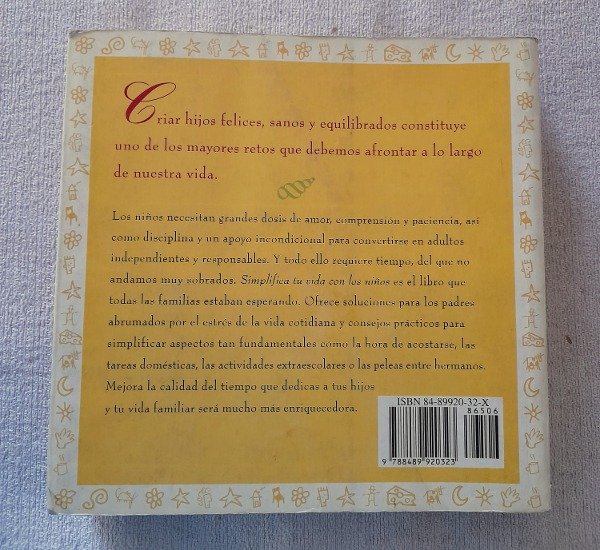 Criar hijos felices, sanos y equilibrados constituye
uno de los mayores retos que debemos afrontar a lo largo
de nuestra vida.
Los niños necesitan grandes dosis de amor, comprensión y paciencia, así
como disciplina y un apoyo incondicional para convertirse en adultos
independientes y responsables. Y todo ello requiere tiempo, del que no
andamos muy sobrados. Simplifica tu vida con los niños es el libro que
todas las familias estaban esperando. Ofrece soluciones para los padres
abrumados por el estrés de la vida cotidiana y consejos prácticos para
simplificar aspectos tan fundamentales como la hora de acostarse, las
tareas domésticas, las actividades extraescolares o las peleas entre hermanos.
Mejora la calidad del tiempo que dedicas a tus hijos
y tu vida familiar será mucho más enriquecedora.
ISBN 84-89920-32-X
86506
9 788489 920323